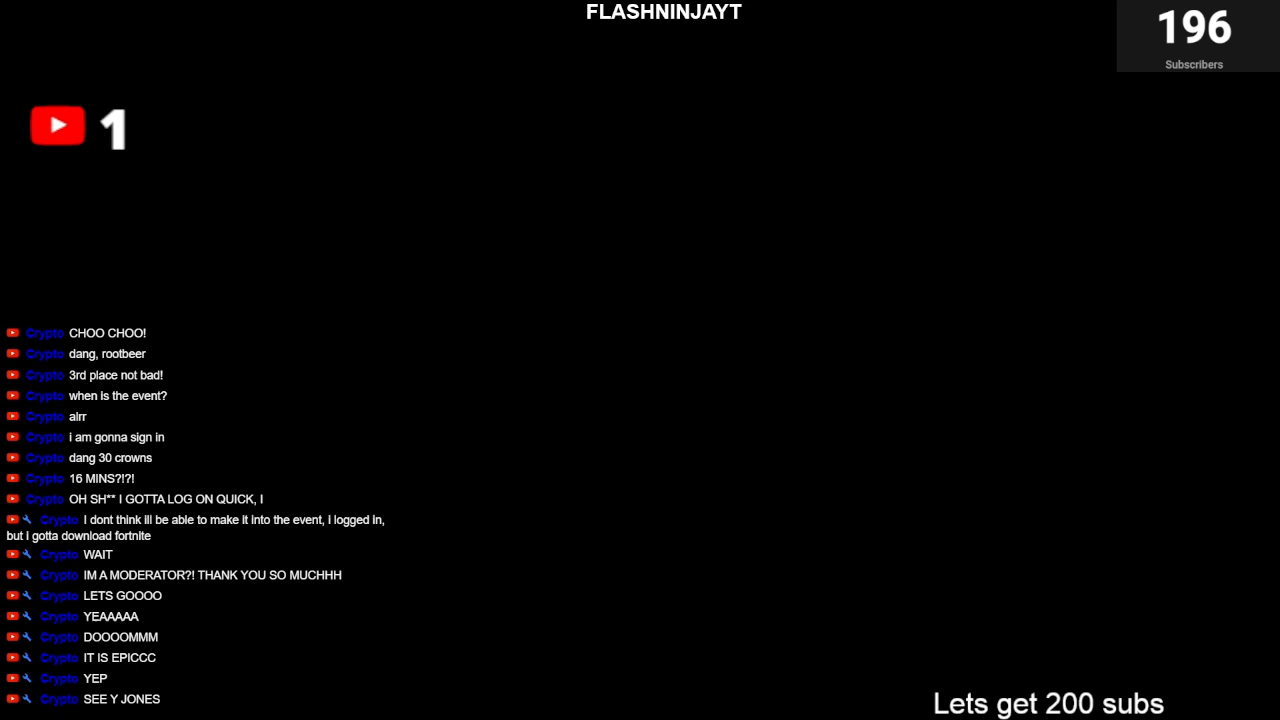 FLASHNINJAYT
196
Subscribers
1
Crypto CHOO CHOO!
Crypto dang, rootbeer
Crypto 3rd place not bad!
Crypto when is the event?
Crypto alrr
Crypto i am gonna sign in
Crypto dang 30 crowns
Crypto 16 MINS?!?!
Crypto OH SH** I GOTTA LOG ON QUICK, I
Crypto I dont think ill be able to make it into the event, i logged in,
but i gotta download fortnite
Crypto WAIT
Crypto IM A MODERATOR?! THANK YOU SO MUCHHH
Crypto LETS GOOOO
Crypto YEAAAAA
Crypto DOOOOMMM
Crypto IT IS EPICCC
Crypto YEP
Crypto SEE Y JONES
Lets get 200 subs